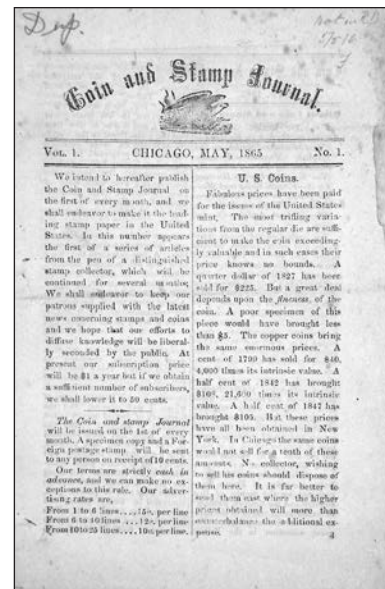 Dup.
Coin and Stamp Journal.
VOL. 1. CHICAGO, MAY, 1865 No. 1.
We intend to hereafter publish
the Coin and Stamp Journal on
the first of every month, and we
shall endeavor to make it the lead-
ing stamp paper in the United
States. In this number appears
the first of a series of articles
from the pen of a distinguished
stamp collector, which will be
continued for several months;
We shall endeavor to keep our
patrons supplied with the latest
news concerning stamps and coins
and we hope that our efforts to
diffuse knowledge will be liberal-
ly seconded by the public. At
present our subscription price
will be $1 a year but if we obtain
a sufficient number of subscribers,
we shall lower it to 50 cents.
The Coin and stamp Journal
will be issued on the 1st of every
month. A specimen copy and a For-
eign postage stamp will be sent
to any person on receipt of 10 cents.
Our terms are strictly cash in
advance, and we can make no ex-
ceptions to this rule. Our adver-
tising rates are,
From 1 to 6 lines....15c. per line
From 6 to 10 lines ...12c. per line
From 10 to 25 lines ....10c. per line.
U. S. Coins.
Fabulous prices have been paid
for the issues of the United States
mint. The most trifling varia-
tions from the regular die are suffi-
cient to make the coin exceeding-
ly valuable and in such cases their
price knows no bounds. A
quarter dollar of 1827 has been
sold for $225. But a great deal
depends upon the fineness, of the
coin. A poor specimen of this
piece would have brought less
than $5. The copper coins bring
the same enormous prices. A
cent of 1799 has sold for $40,
4,000 times its intrinsic value. A
half cent of 1842 has brought
$108, 21,600 times its intrinsic
value. A half cent of 1847 has
brought $105. But these prices
have all been obtained in New
York. In Chicago the same coins
would not sell for a tenth of these
amounts. No collector, wishing
to sell his coins should dispose of
them here. It is far better to
send them east where the higher
prices obtained will more than
overbalance the additional ex-
pense.